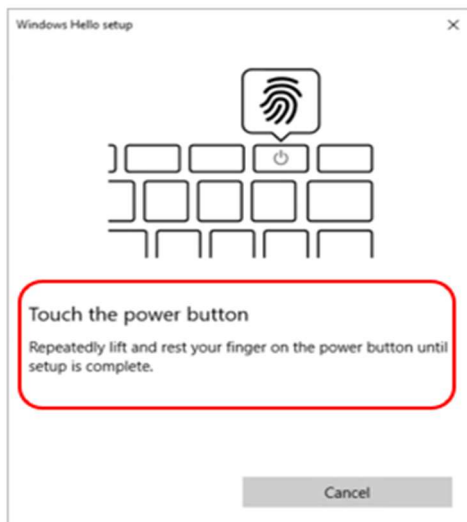 Windows Hello setup
Touch the power button
Repeatedly lift and rest your finger on the power button until
setup is complete.
Cancel